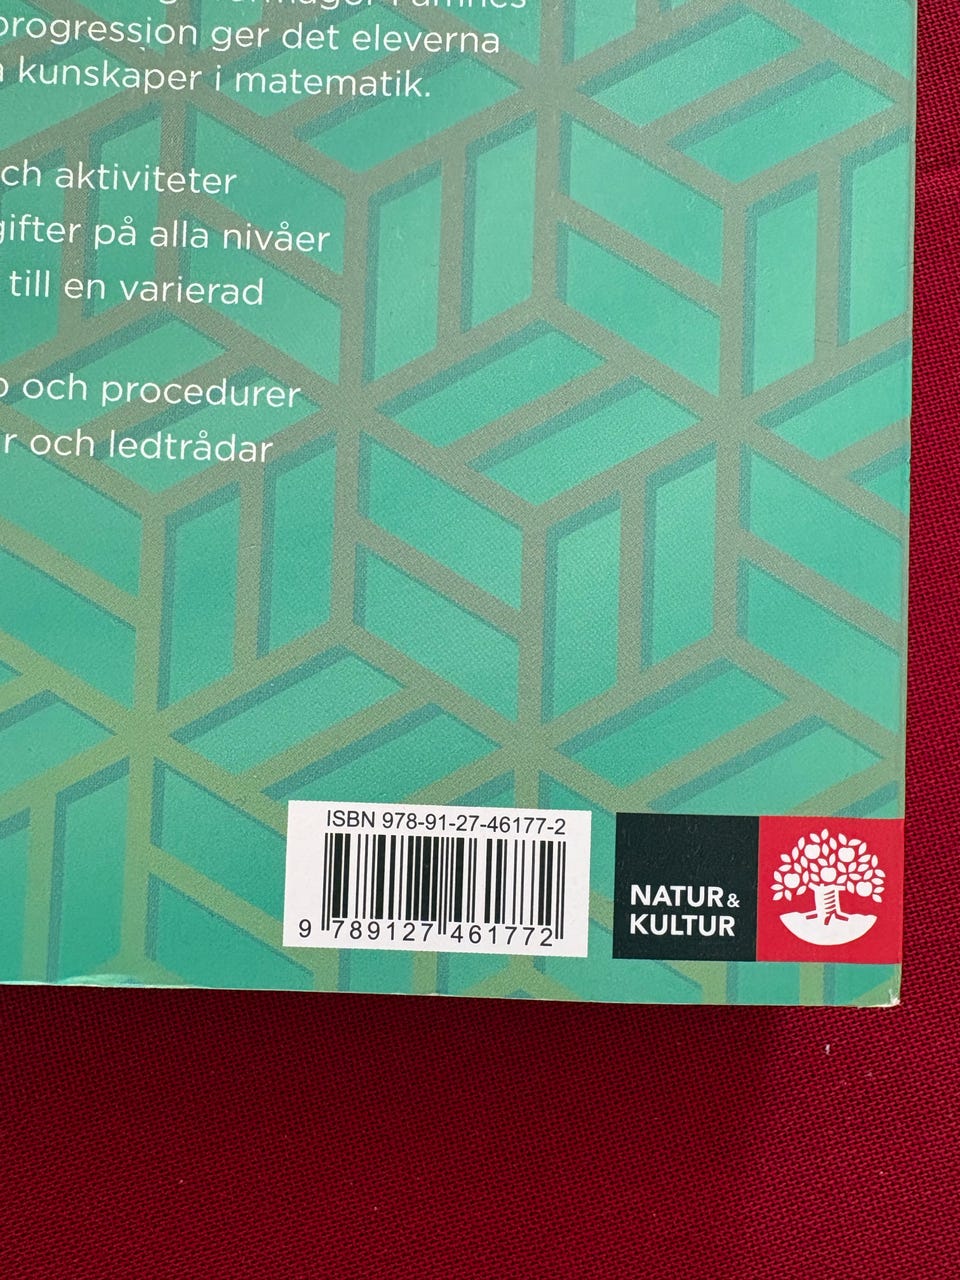 progression ger det eleverna
kunskaper i matematik.
ch aktiviteter
gifter på alla nivåer
till en varierad
och procedurer
r och ledtrådar
ISBN 978-91-27-46177-2
9 789127 461772
NATUR &
KULTUR